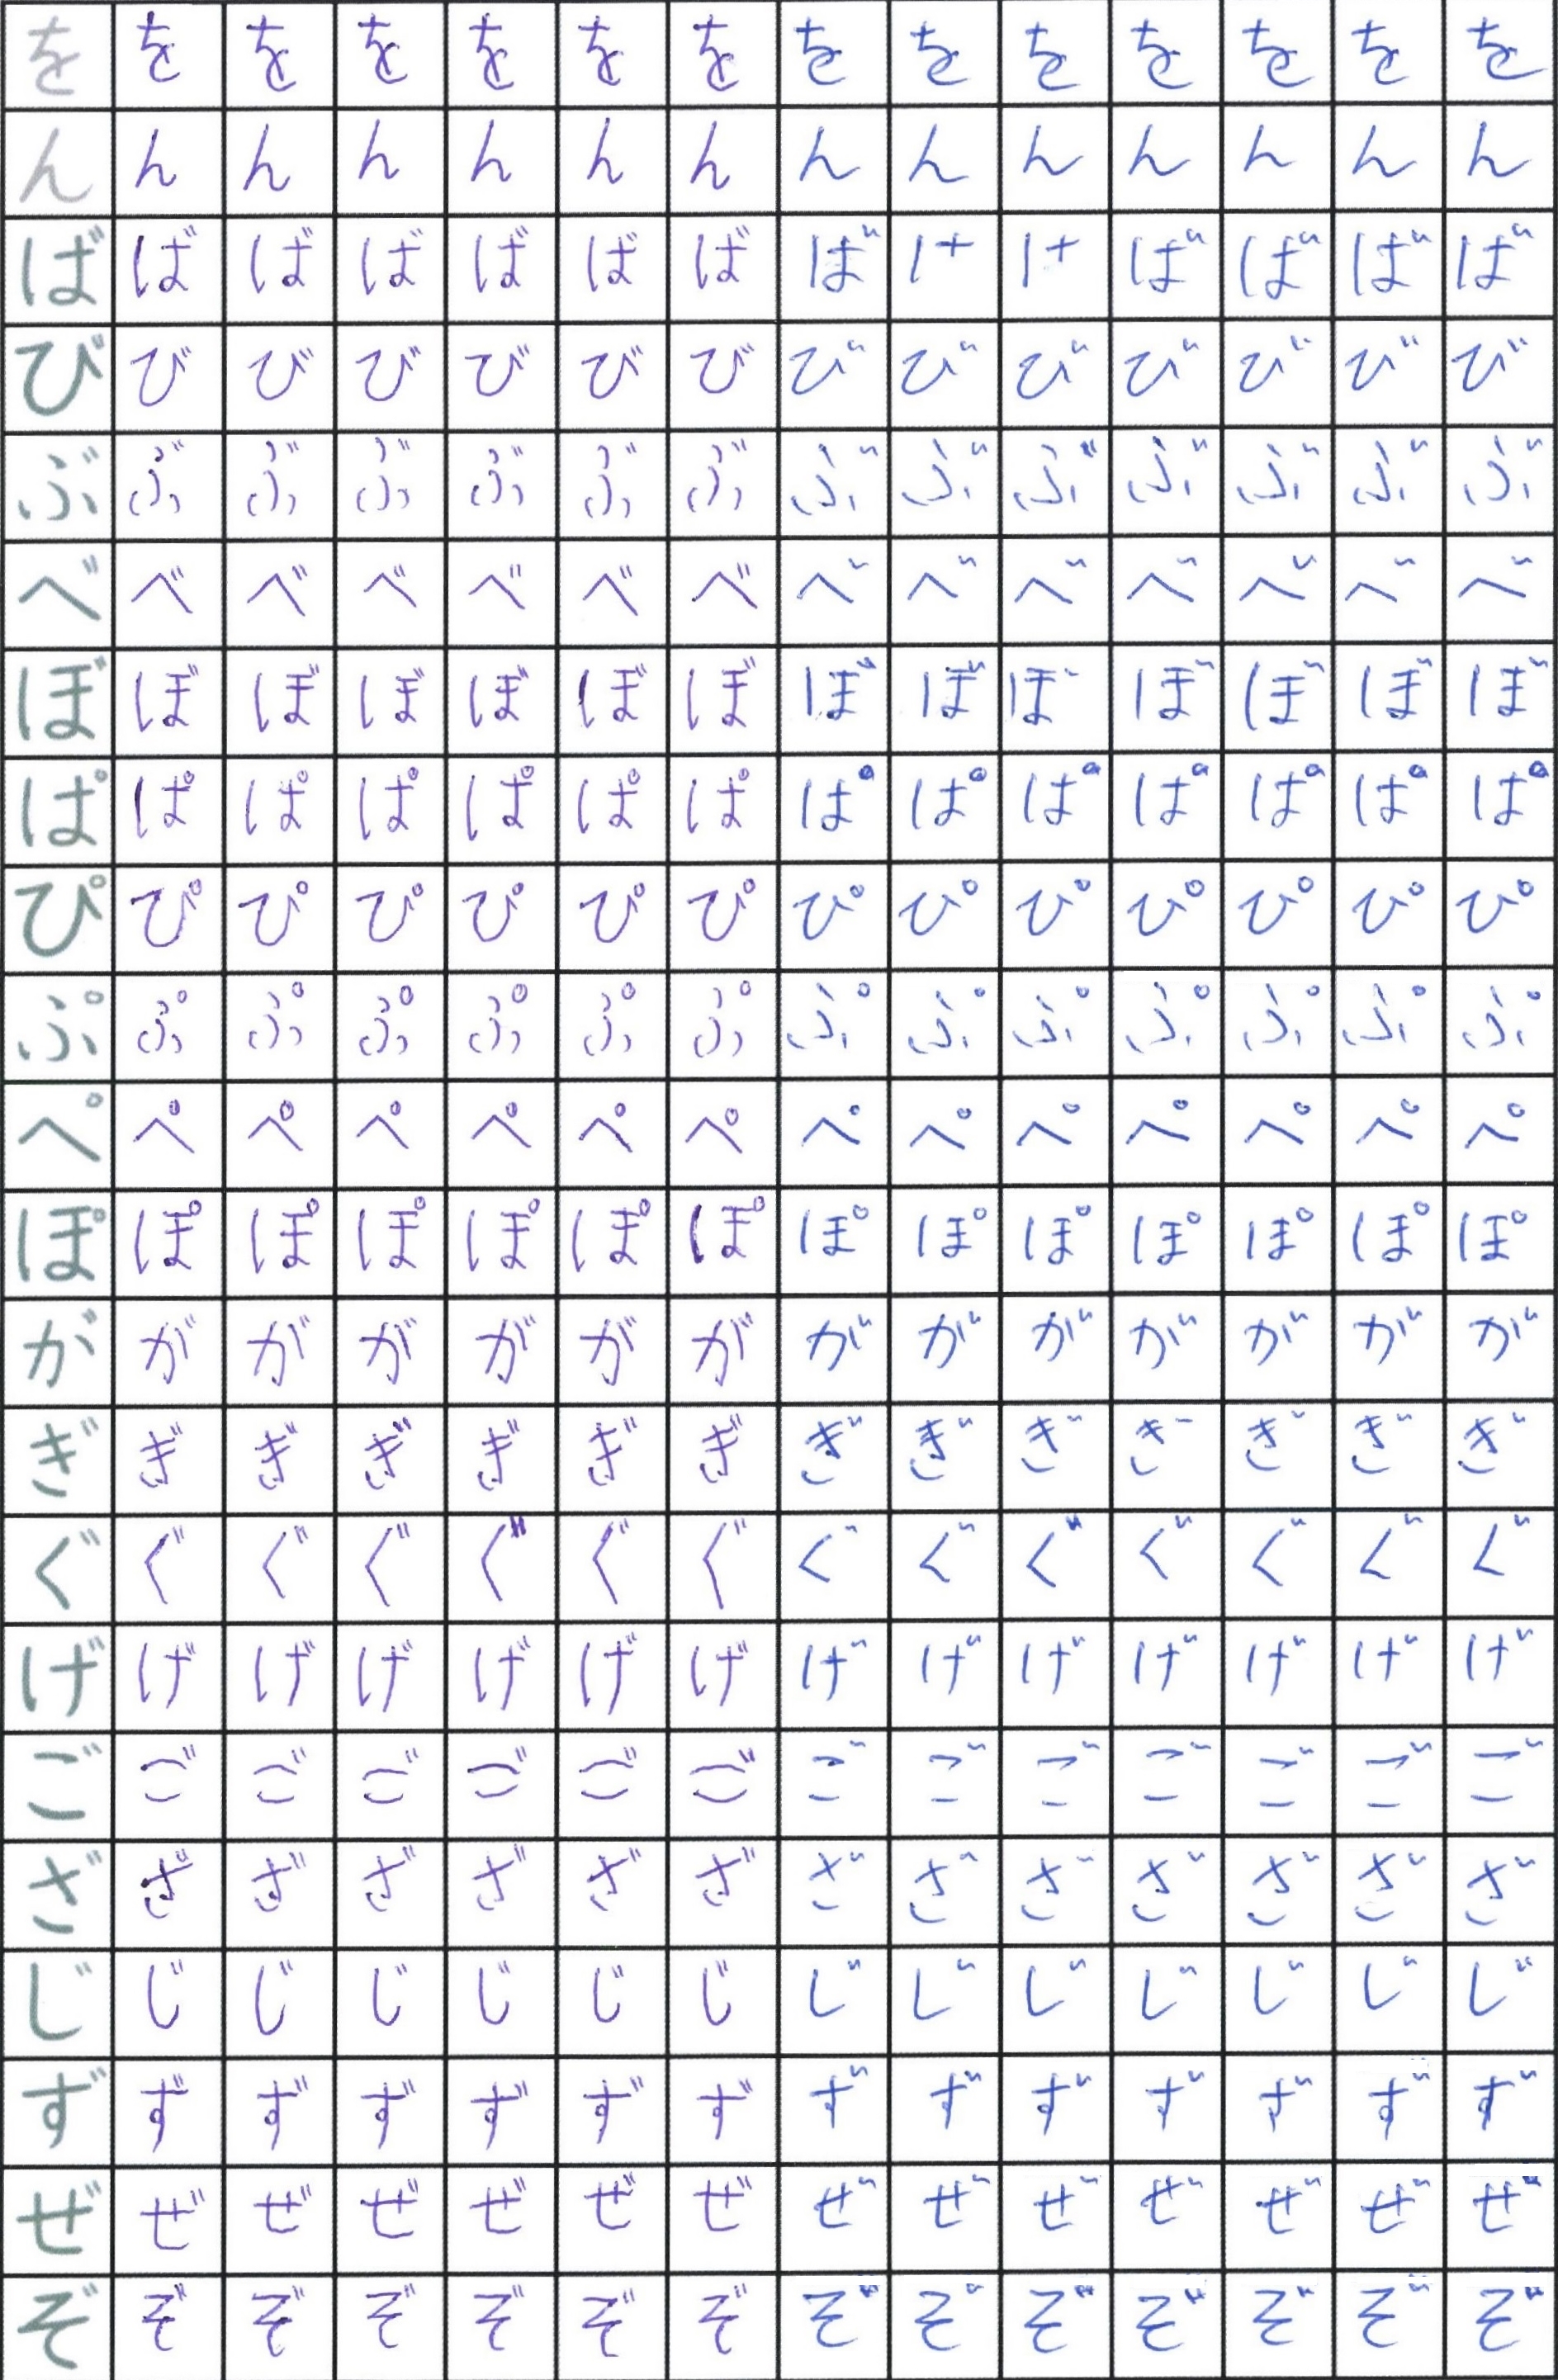 を を を を を を を を を を を を を を
ん ん ん ん ん ん ん ん ん ん ん ん ん ん
ば ば ば ば ば ば ば ば ば ば ば ば
び び び び び び び び び び び び び び
ぶ ぶ ぶ ぶ ぶ ぶ ぶ ぶ ぶ ぶ ぶ ぶ ぶ ぶ
べ べ べ べ べ べ べ べ べ べ べ べ べ べ
ぼ ぼ ぼ ぼ ぼ ぼ ぼ ぼ ぼ ぼ ぼ ぼ ぼ ぼ
ぱ ぱ ぱ ぱ ぱ ぱ ぱ ぱ ぱ ぱ ぱ ぱ ぱ ぱ
ぴ ぴ ぴ ぴ ぴ ぴ ぴ ぴ ぴ ぴ ぴ ぴ ぴ ぴ
ぷ ぷ ぷ ぷ ぷ ぷ ぷ ぷ ぷ ぷ ぷ ぷ ぷ ぷ
ぺ ぺ ぺ ぺ ぺ ぺ ぺ ぺ ぺ ぺ ぺ ぺ ぺ ぺ
ぽ ぽ ぽ ぽ ぽ ぽ ぽ ぽ ぽ ぽ ぽ ぽ ぽ ぽ
が が が が が が が が が が が が が が
ぎ ぎ ぎ ぎ ぎ ぎ ぎ ぎ ぎ ぎ ぎ ぎ ぎ ぎ
ぐ ぐ ぐ ぐ ぐ ぐ ぐ ぐ ぐ ぐ ぐ ぐ ぐ ぐ
げ げ げ げ げ げ げ げ げ げ げ げ げ げ
ご ご ご ご ご ご ご ご ご ご ご ご ご ご
ざ ざ ざ ざ ざ ざ ざ ざ ざ ざ ざ ざ ざ ざ
じ じ じ じ じ じ じ じ じ じ じ じ じ じ
ず ず ず ず ず ず ず ず ず ず ず ず ず ず
ぜ ぜ ぜ ぜ ぜ ぜ ぜ ぜ ぜ ぜ ぜ ぜ ぜ ぜ
ぞ ぞ ぞ ぞ ぞ ぞ ぞ ぞ ぞ ぞ ぞ ぞ ぞ ぞ